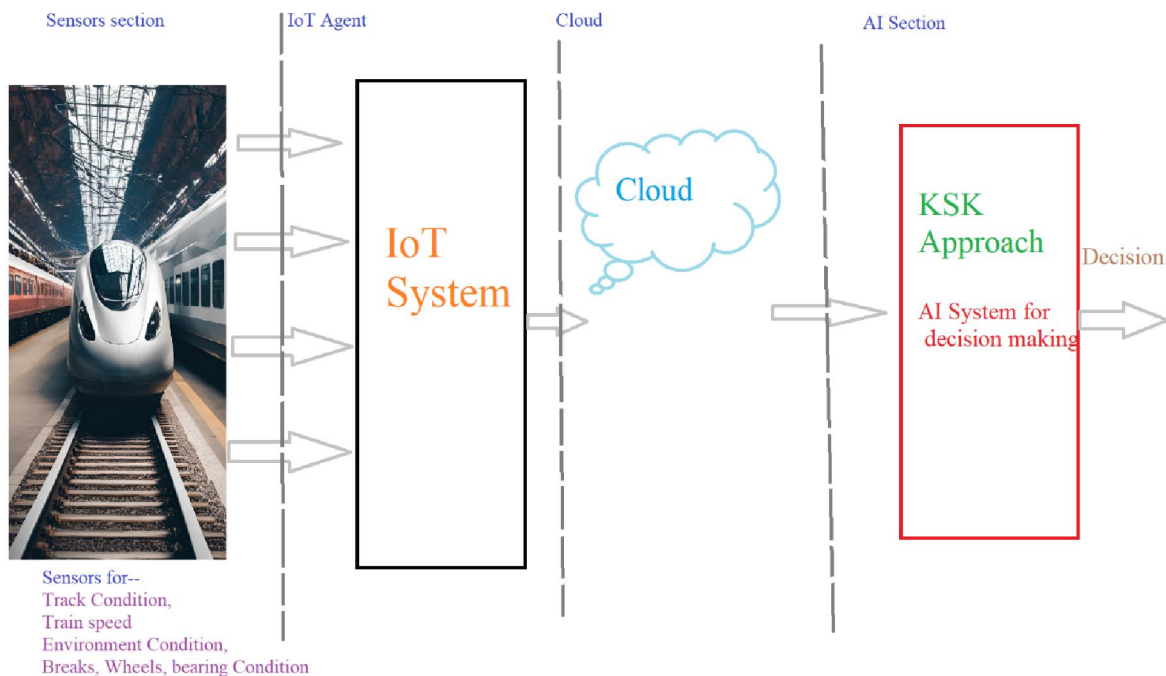 Sensors section
IoT Agent
Cloud
AI Section
IoT
System
Cloud
KSK
Approach
AI System for
decision making
Decision
Sensors for--
Track Condition,
Train speed
Environment Condition,
Breaks, Wheels, bearing Condition